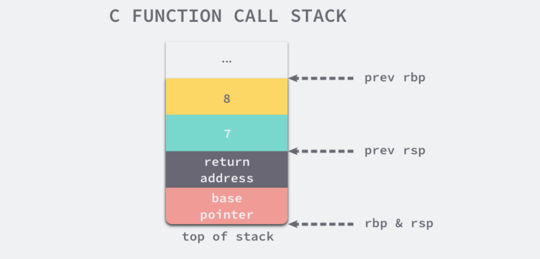 C FUNCTION CALL STACK
...
prev rbp
8
7
prev rsp
return
address
base
pointer
rbp & rsp
top of stack